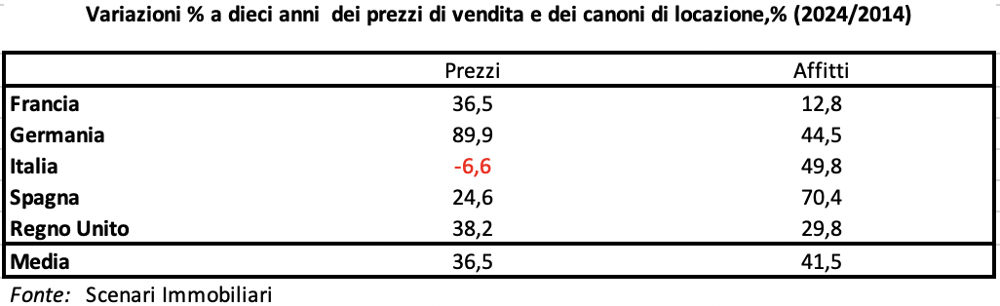 Variazioni % a dieci anni  dei prezzi di vendita e dei canoni di locazione,% (2024/2014)
Prezzi Affitti
Francia 36,5 12,8
Germania 89,9 44,5
Italia -6,6 49,8
Spagna 24,6 70,4
Regno Unito 38,2 29,8
Media 36,5 41,5
Fonte: Scenari Immobiliari